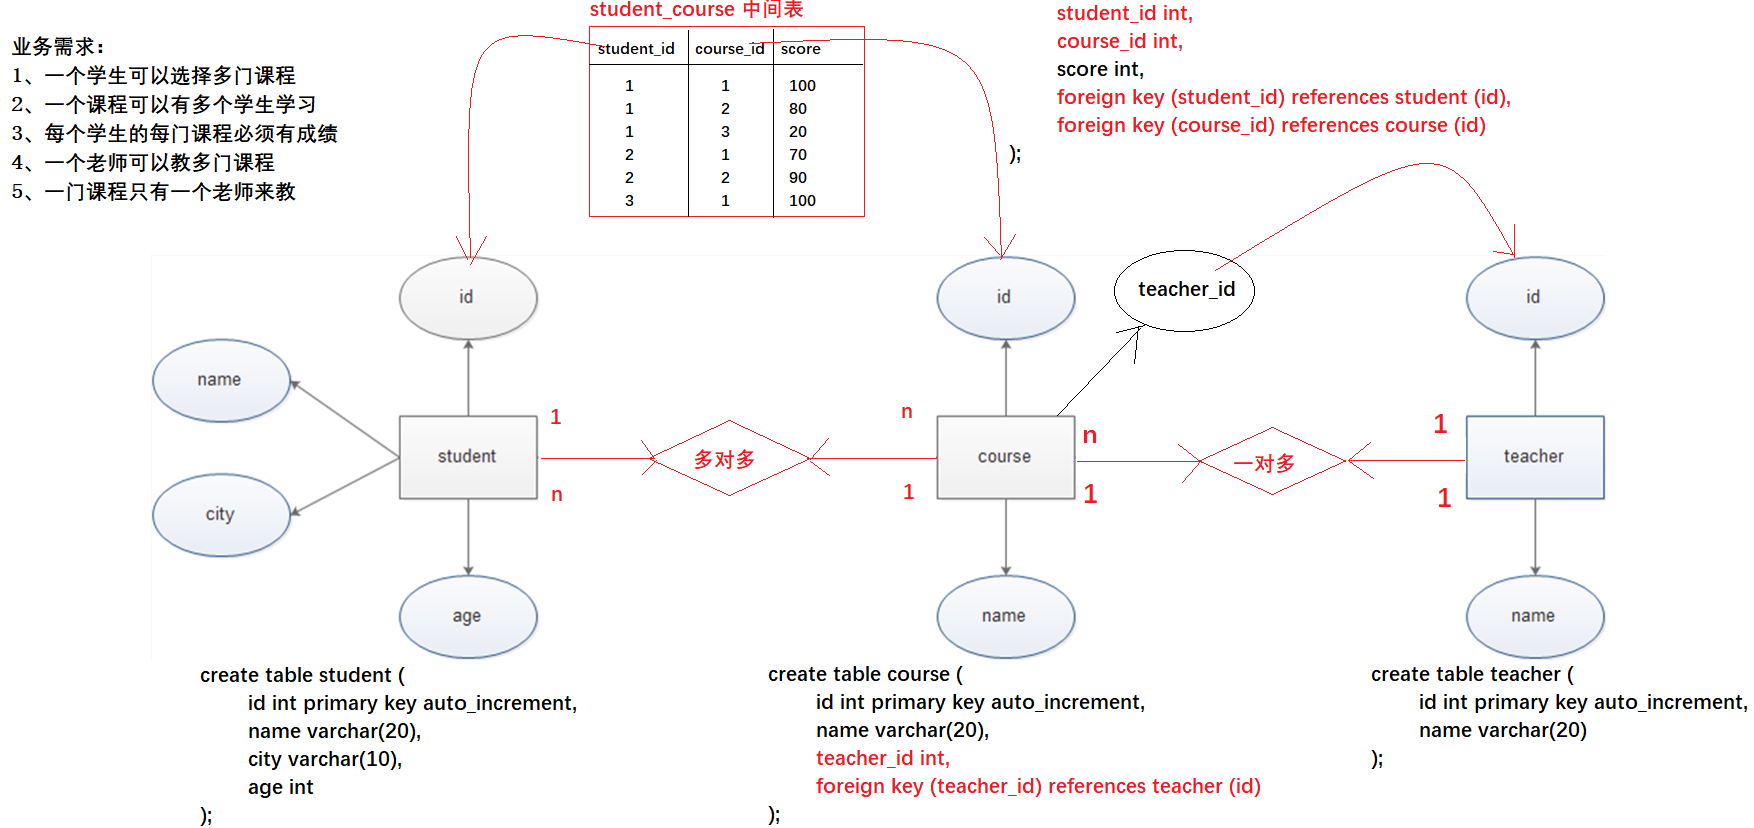 student_course 中间表
student_id course_id score
1 1 100
1 2 80
1 3 20
2 1 70
2 2 90
3 1 100
student_id int,
course_id int,
score int,
foreign key (student_id) references student (id),
foreign key (course_id) references course (id)
);
业务需求：
1、一个学生可以选择多门课程
2、一个课程可以有多个学生学习
3、每个学生的每门课程必须有成绩
4、一个老师可以教多门课程
5、一门课程只有一个老师来教
id
id
teacher_id
id
name
city
student
age
1
n
多对多
n
1
course
name
n
1
一对多
1
1
teacher
name
create table student (
id int primary key auto_increment,
name varchar(20),
city varchar(10),
age int
);
create table course (
id int primary key auto_increment,
name varchar(20),
teacher_id int,
foreign key (teacher_id) references teacher (id)
);
create table teacher (
id int primary key auto_increment,
name varchar(20)
);